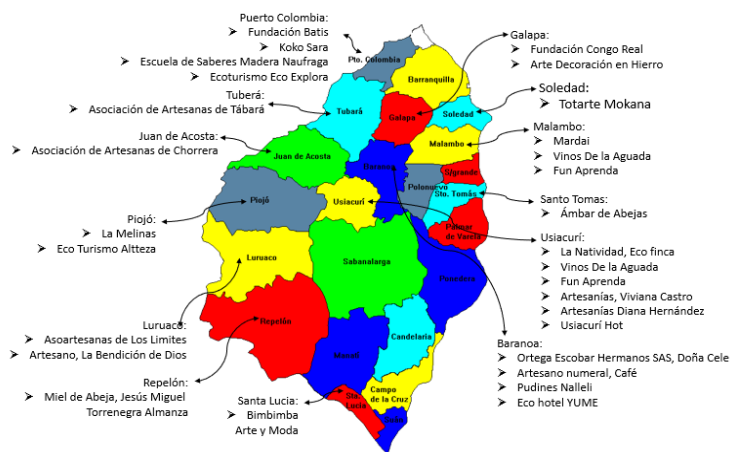 Puerto Colombia:
➢ Fundación Batis
➢ Koko Sara
➢ Escuela de Saberes Madera Naufraga
➢ Ecoturismo Eco Explora
Tuberá:
➢ Asociación de Artesanas de Tábará
Juan de Acosta:
➢ Asociación de Artesanas de Chorrera
Piojó:
➢ La Melinas
➢ Eco Turismo Altteza
Luruaco:
➢ Asoartesanas de Los Limites
➢ Artesano, La Bendición de Dios
Repelón:
➢ Miel de Abeja, Jesús Miguel
Torrenegra Almanza
Santa Lucia:
➢ Bimbimba
Arte y Moda
Galapa:
➢ Fundación Congo Real
➢ Arte Decoración en Hierro
Soledad:
➢ Totarte Mokana
Malambo:
➢ Mardai
➢ Vinos De la Aguada
➢ Fun Aprenda
Santo Tomas:
➢ Ámbar de Abejas
Usiacurí:
➢ La Natividad, Eco finca
➢ Vinos De la Aguada
➢ Fun Aprenda
➢ Artesanías, Viviana Castro
➢ Artesanías Diana Hernández
➢ Usiacurí Hot
Baranoa:
➢ Ortega Escobar Hermanos SAS, Doña Cele
➢ Artesano numeral, Café
➢ Pudines Nalleli
➢ Eco hotel YUME
Pto. Colombia
Barranquilla
Tubará
Galapa
Soledad
Malambo
Juan de Acosta
S/grande
Polonuevo
Sto. Tomás
Piojó
Usiacurí
Palmar
de Varela
Luruaco
Sabanalarga
Repelón
Candelaria
Campo
de la Cruz
Sta.
Lucía